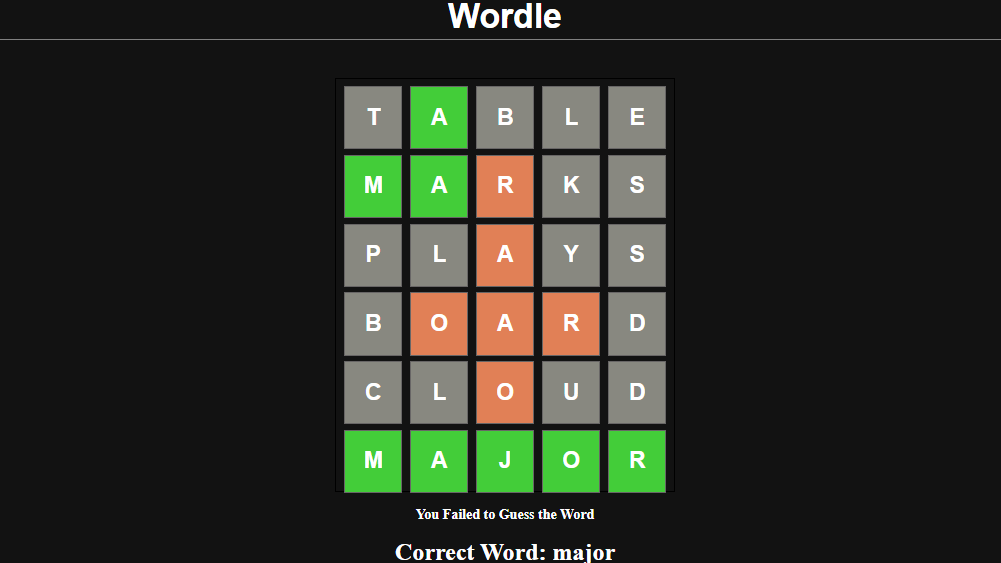 Wordle
T A B L E
M A R K S
P L A Y S
B O A R D
C L O U D
M A J O R
You Failed to Guess the Word
Correct Word: major